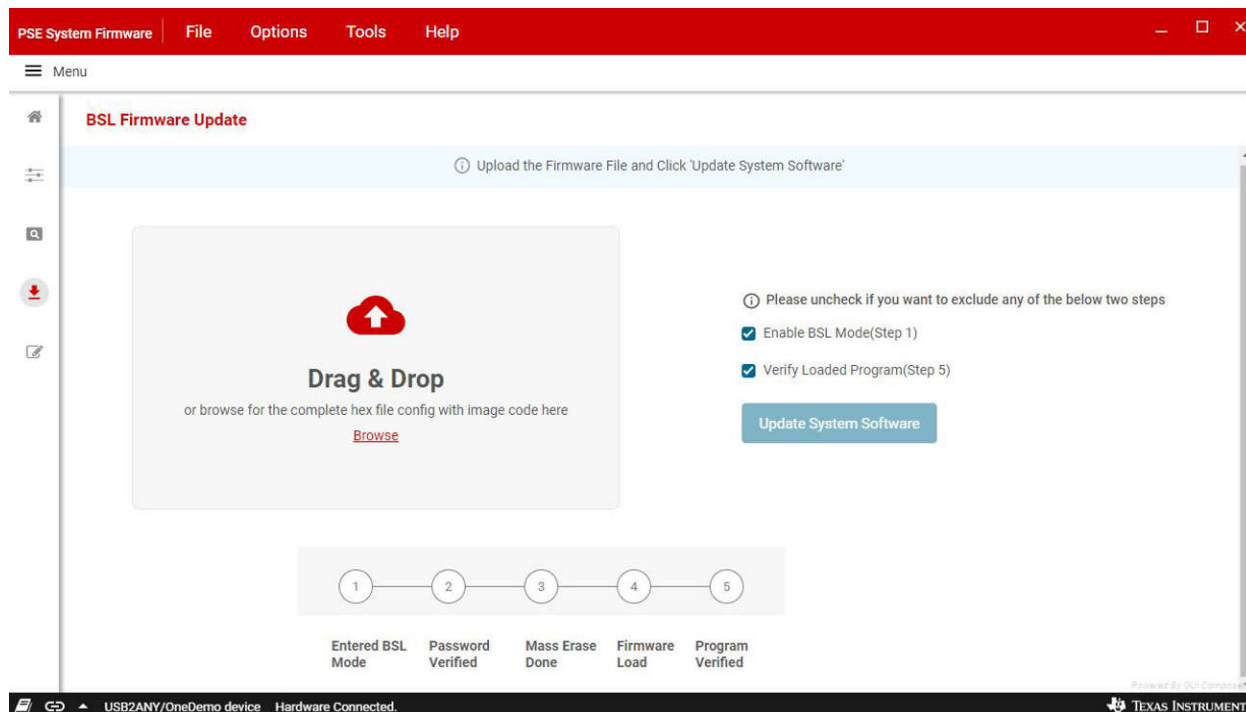 PSE System Firmware File Options Tools Help
Menu
BSL Firmware Update
Upload the Firmware File and Click 'Update System Software'
Please uncheck if you want to exclude any of the below two steps
Enable BSL Mode(Step 1)
Verify Loaded Program(Step 5)
Update System Software
Drag & Drop
or browse for the complete hex file config with image code here
Browse
1 2 3 4 5
Entered BSL Mode
Password Verified
Mass Erase Done
Firmware Load
Program Verified
Powered By GUI Composer
USB2ANY/OneDemo device Hardware Connected.
TEXAS INSTRUMENT